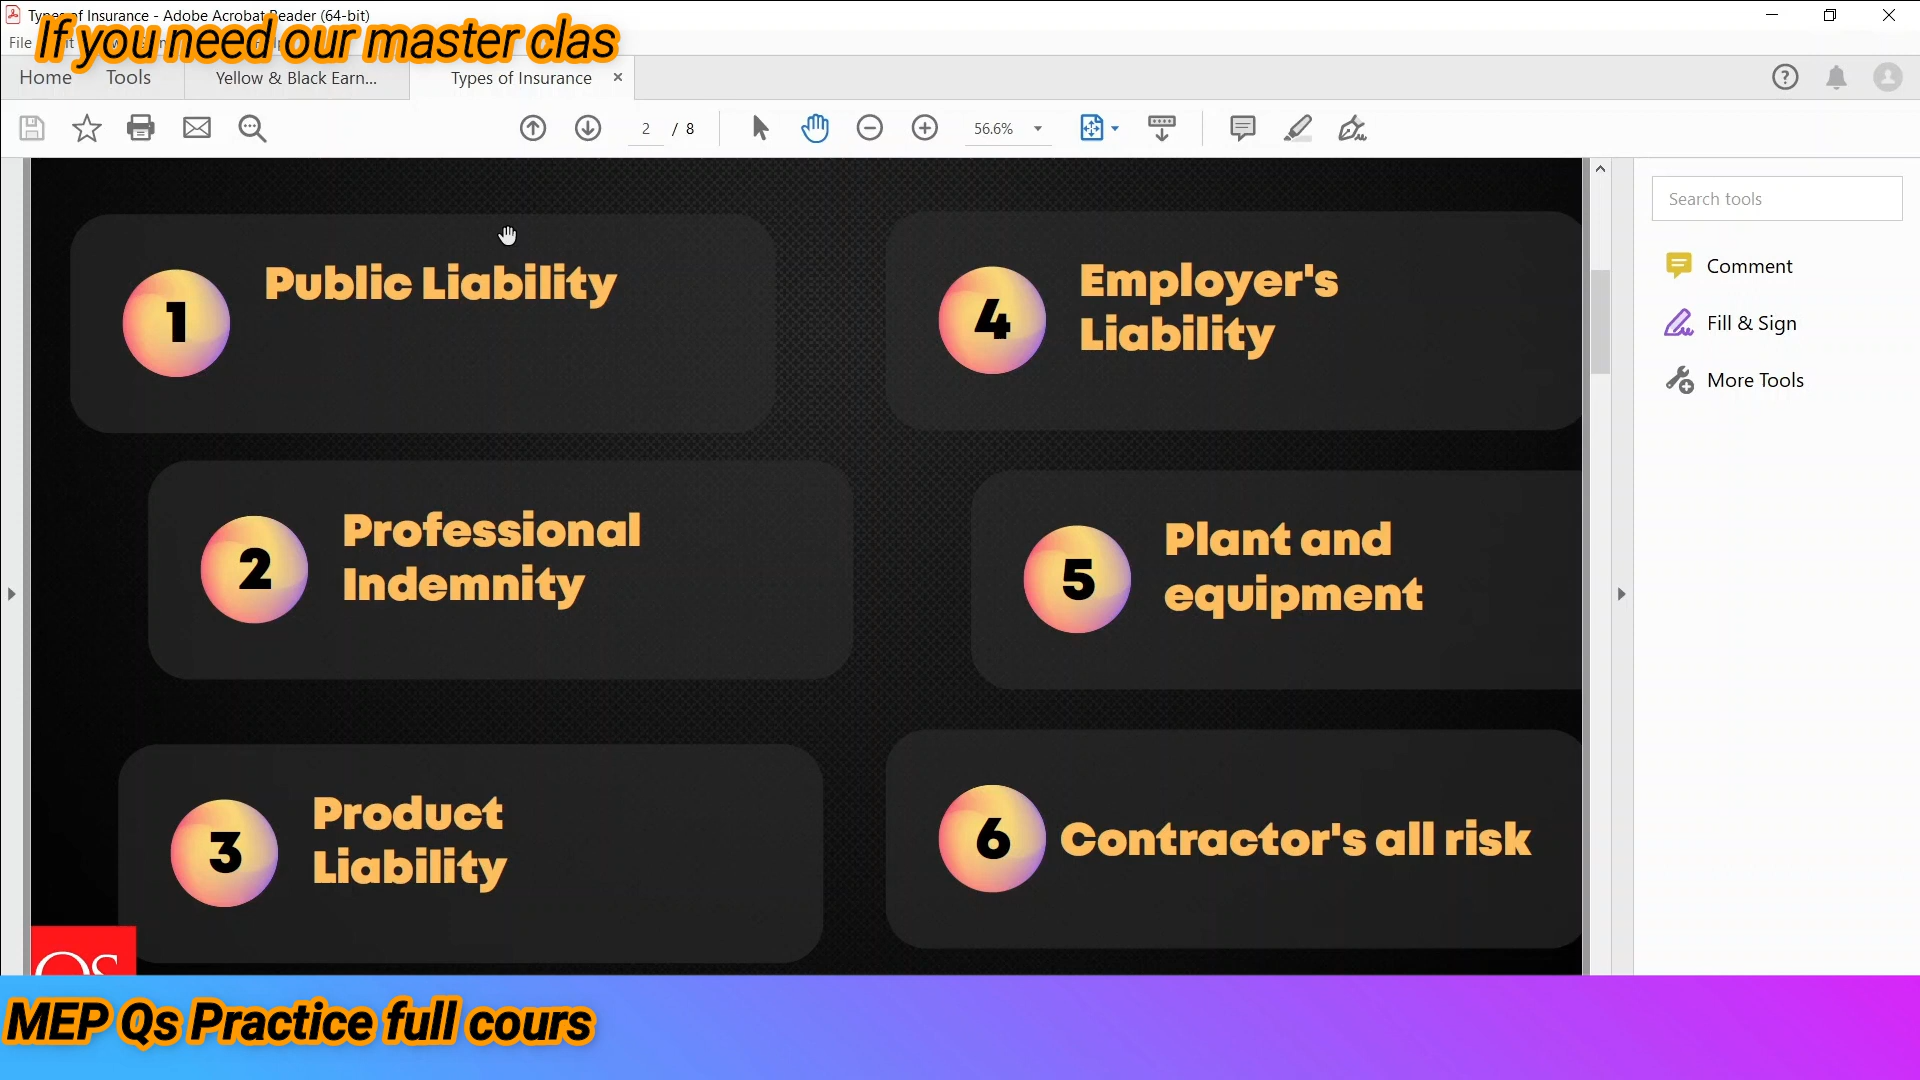 Types of Insurance - Adobe Acrobat Reader (64-bit)
If you need our master clas
File
Home
Tools
Yellow & Black Earn...
Types of Insurance
2 / 8
56.6%
Search tools
Comment
Fill & Sign
More Tools
1
Public Liability
4
Employer's
Liability
2
Professional
Indemnity
5
Plant and
equipment
3
Product
Liability
6
Contractor's all risk
QS
MEP Qs Practice full cours